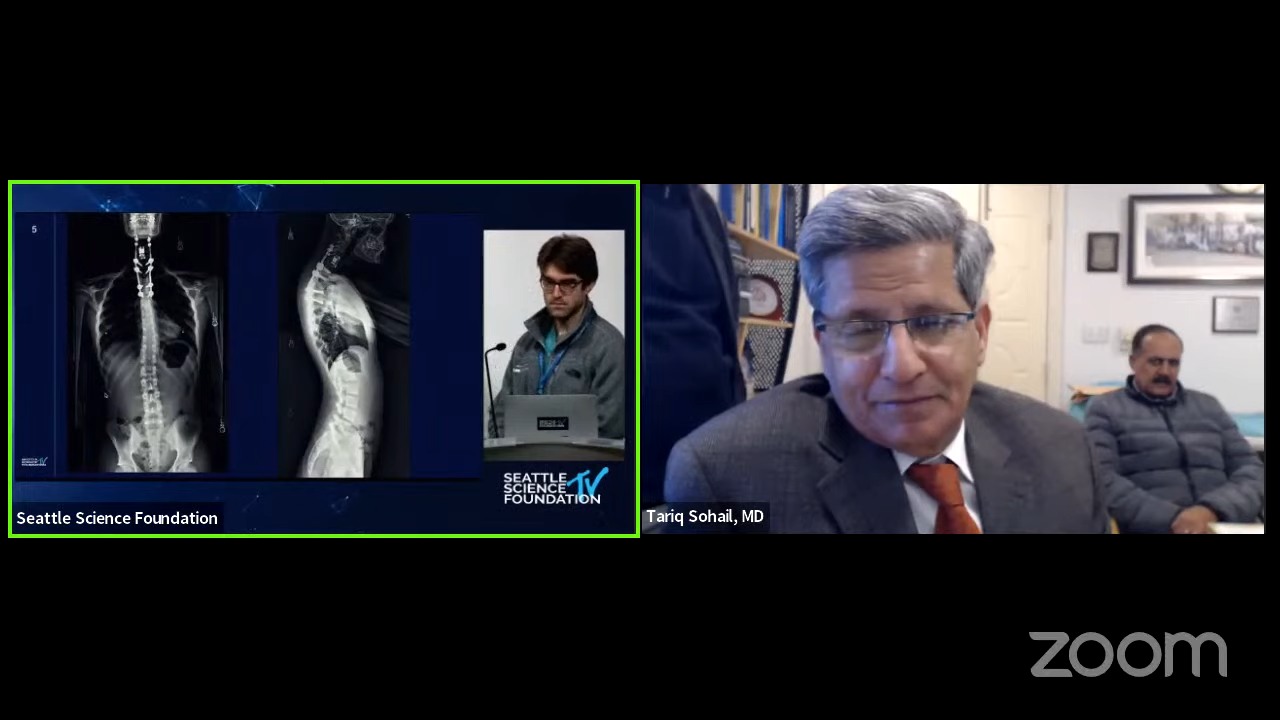 5
SEATTLE
SCIENCE TV
FOUNDATION
Seattle Science Foundation
Tariq Sohail, MD
zoom